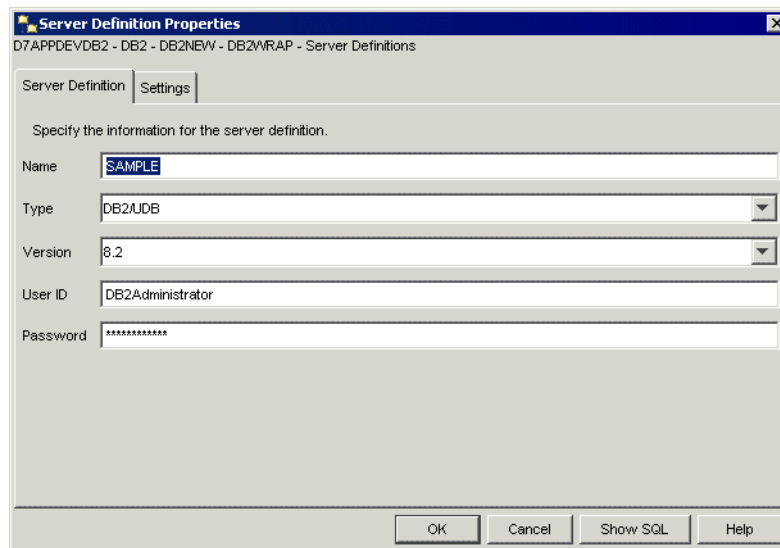 Server Definition Properties
D7APPDEVDB2 - DB2 - DB2NEW - DB2WRAP - Server Definitions
Server Definition Settings
Specify the information for the server definition.
Name SAMPLE
Type DB2/UDB
Version 8.2
User ID DB2Administrator
Password ************
OK Cancel Show SQL Help